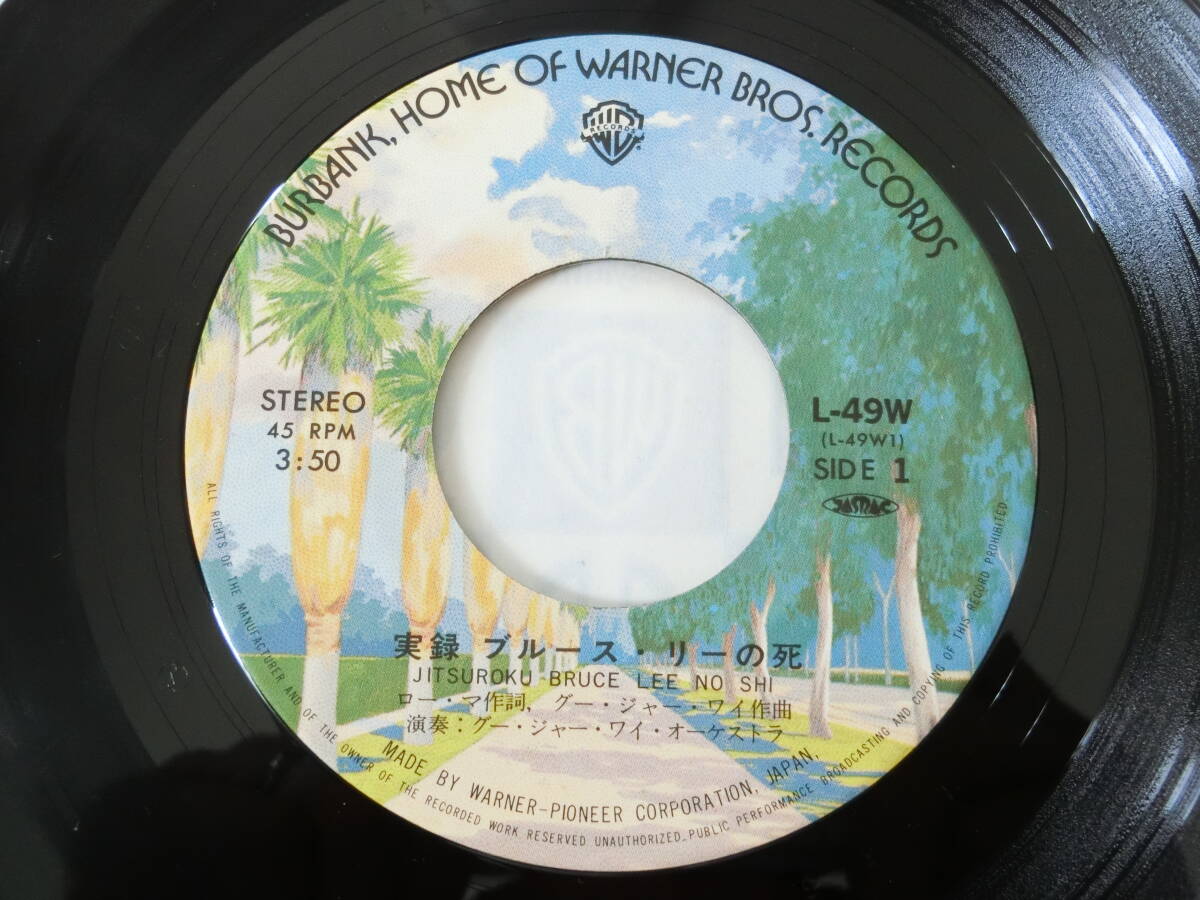 BURBANK, HOME OF WARNER BROS. RECORDS
RECORDS
STEREO
45 RPM
3:50
L-49W
(L-49W1)
SIDE 1
JASRAC
実録 ブルース・リーの死
JITSUROKU BRUCE LEE NO SHI
ロー・マ作詞, グー・ジャー・ワイ作曲
演奏:グー・ジャー・ワイ・オーケストラ
MADE BY WARNER-PIONEER CORPORATION, JAPAN.
ALL RIGHTS OF THE MANUFACTURER AND OF THE OWNER OF THE RECORDED WORK RESERVED UNAUTHORIZED PUBLIC PERFORMANCE BROADCASTING AND COPYING OF THIS RECORD PROHIBITED